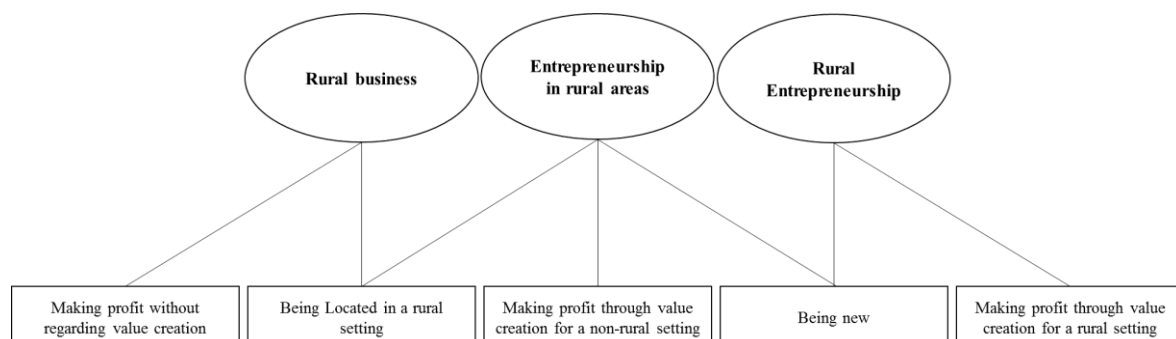 Rural business
Entrepreneurship
in rural areas
Rural
Entrepreneurship
Making profit without
regarding value creation
Being Located in a rural
setting
Making profit through value
creation for a non-rural setting
Being new
Making profit through value
creation for a rural setting